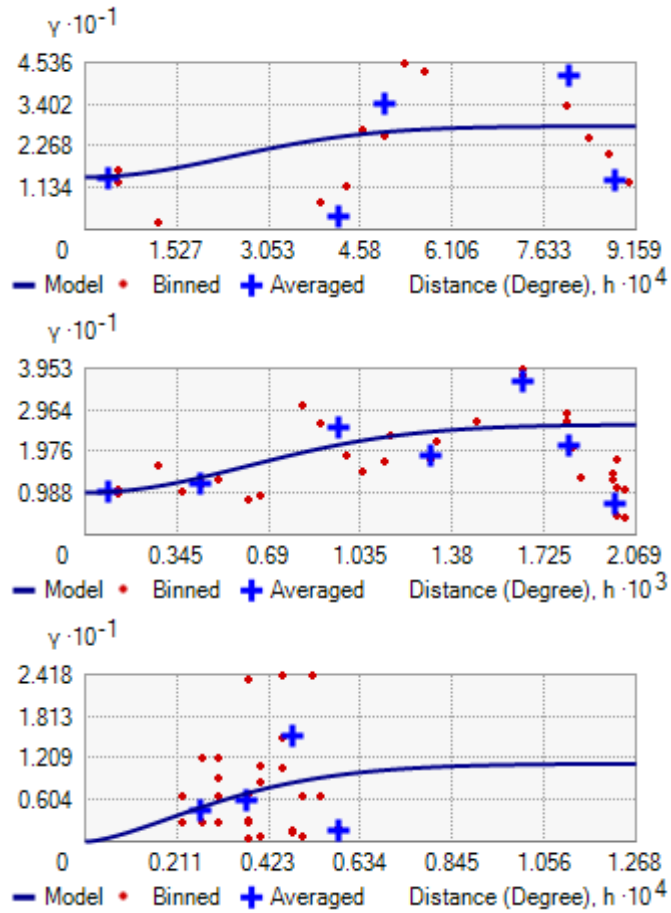 γ ·10⁻¹
4.536
3.402
2.268
1.134
0 1.527 3.053 4.58 6.106 7.633 9.159
Model Binned Averaged Distance (Degree), h ·10⁴
γ ·10⁻¹
3.953
2.964
1.976
0.988
0 0.345 0.69 1.035 1.38 1.725 2.069
Model Binned Averaged Distance (Degree), h ·10³
γ ·10⁻¹
2.418
1.813
1.209
0.604
0 0.211 0.423 0.634 0.845 1.056 1.268
Model Binned Averaged Distance (Degree), h ·10⁴